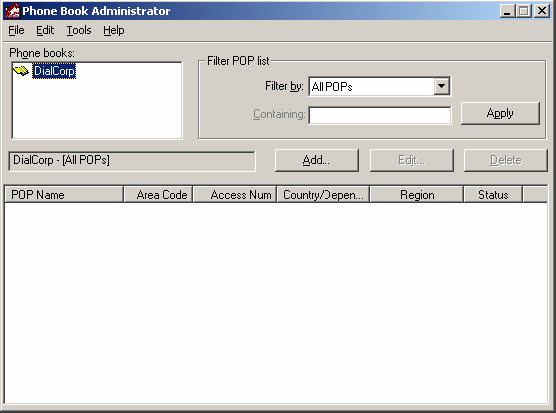 Phone Book Administrator
File Edit Tools Help
Phone books:
DialCorp
Filter POP list
Filter by: All POPs
Containing:
Apply
DialCorp - [All POPs]
Add... Edit... Delete
POP Name Area Code Access Num Country/Depen... Region Status